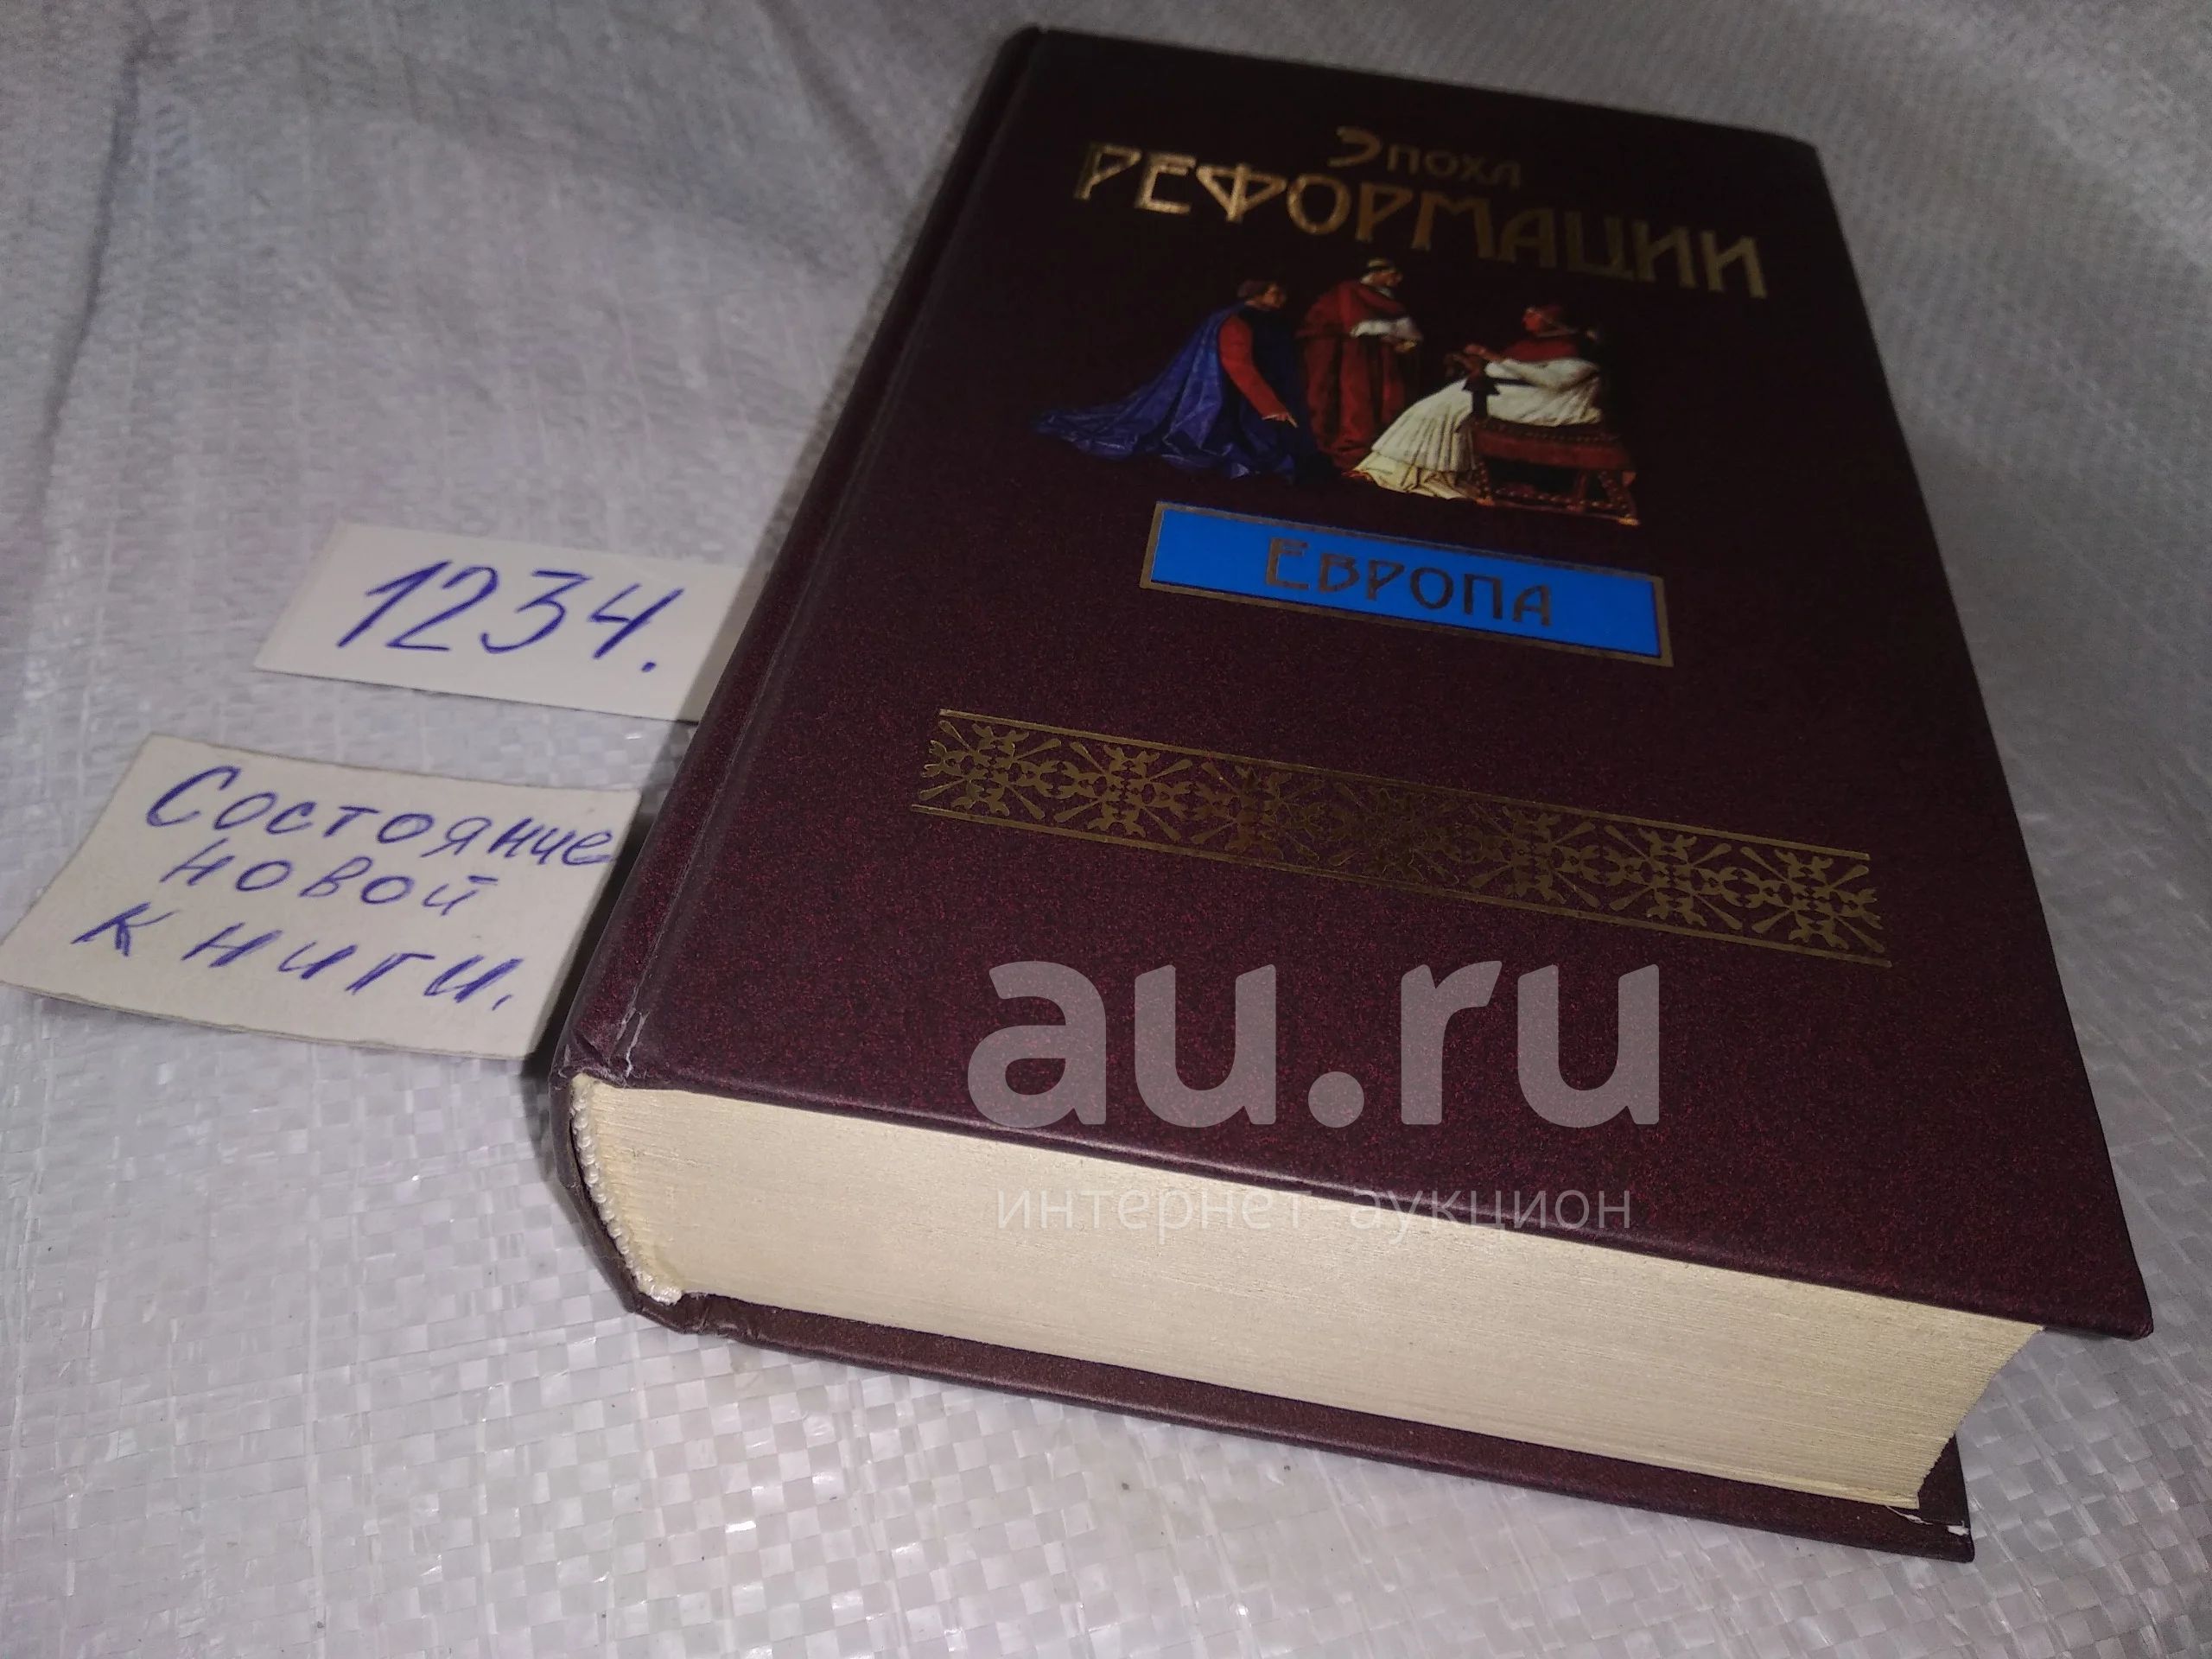 Эпоха
РЕФОРМАЦИИ
ЕВРОПА
1234.
Состояние
новой
книги.
au.ru
интернет-аукцион